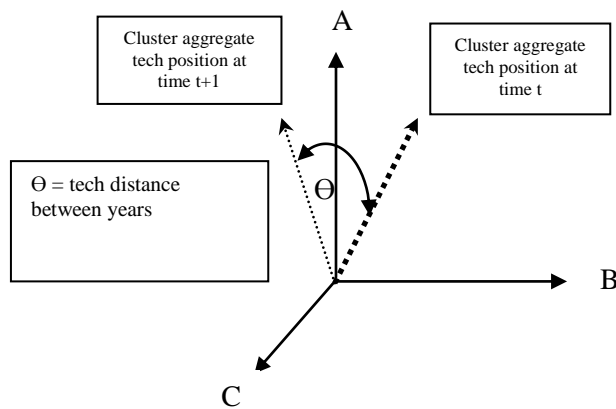 A
Cluster aggregate
tech position at
time t+1
Cluster aggregate
tech position at
time t
Ɵ = tech distance
between years
Ɵ
B
C